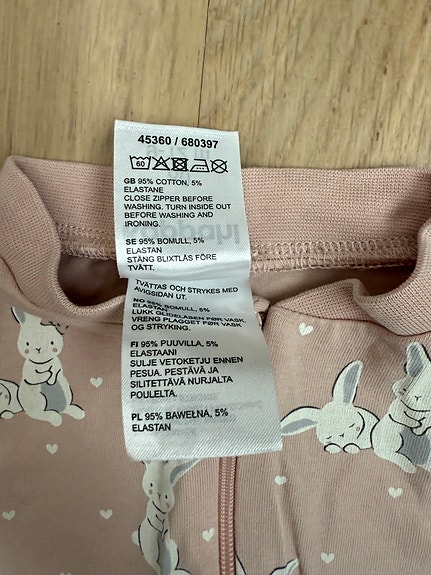 45360 / 680397
60
GB 95% COTTON, 5%
ELASTANE
CLOSE ZIPPER BEFORE
WASHING. TURN INSIDE OUT
BEFORE WASHING AND
IRONING.
SE 95% BOMULL, 5%
ELASTAN
STÄNG BLIXTLÅS FÖRE
TVÄTT.
TVÄTTAS OCH STRYKES MED
AVIGSIDAN UT.
NO 95% BOMULL, 5%
ELASTAN
LUKK GLIDELÅSEN FØR VASK.
VRENG PLAGGET FØR VASK
OG STRYKING.
FI 95% PUUVILLA, 5%
ELASTAANI
SULJE VETOKETJU ENNEN
PESUA. PESTÄVÄ JA
SILITETTÄVÄ NURJALTA
PUOLELTA.
PL 95% BAWEŁNA, 5%
ELASTAN